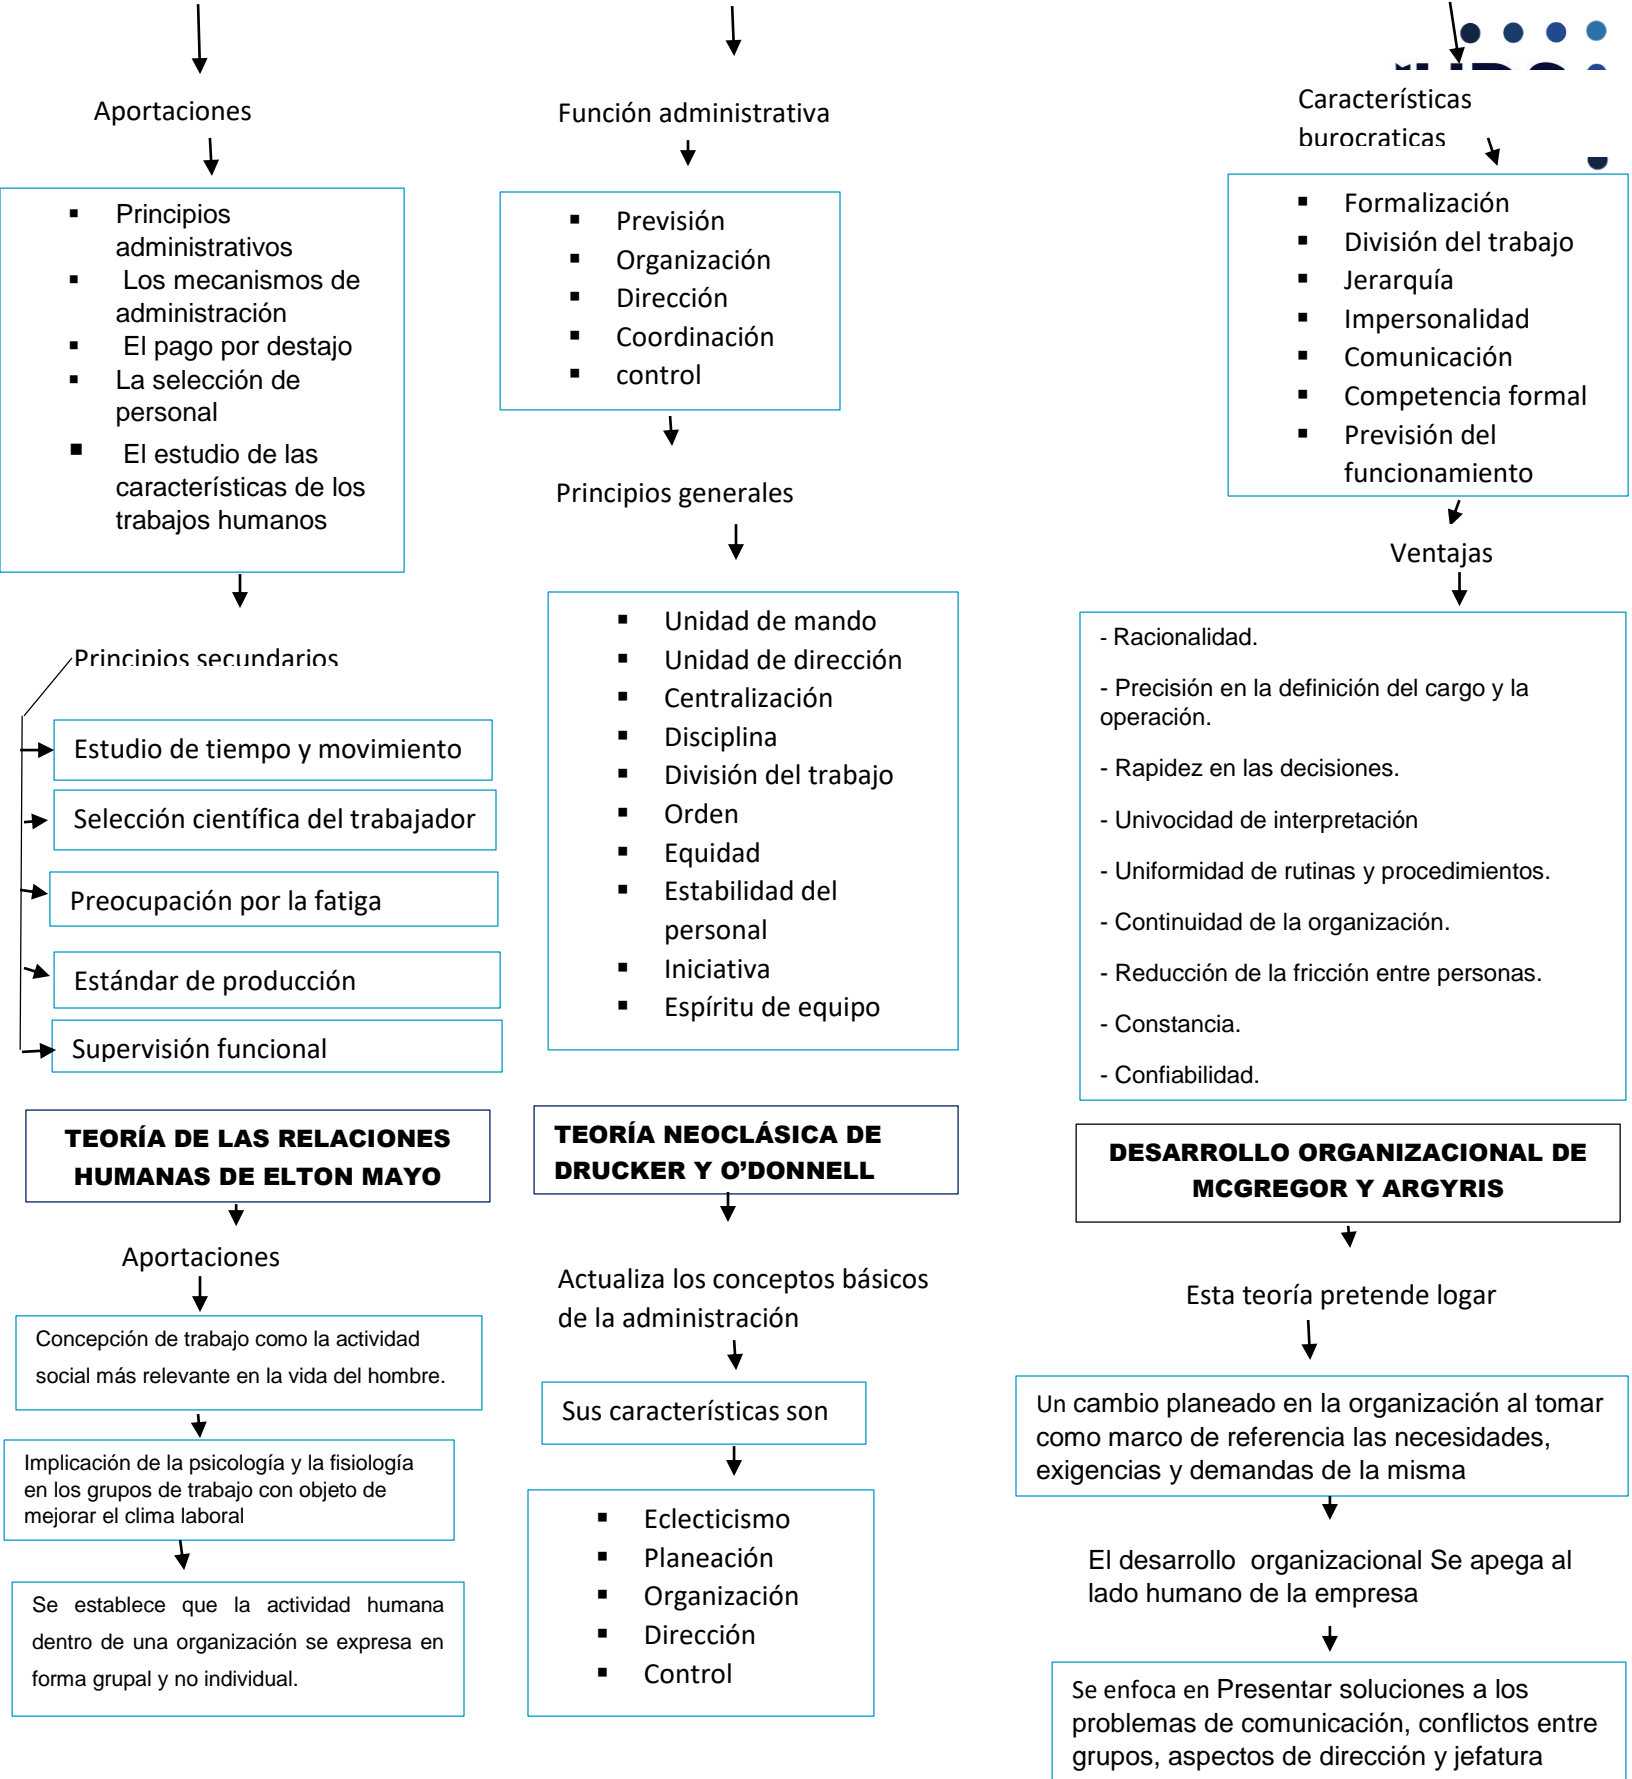 Aportaciones
Principios
administrativos
Los mecanismos de
administración
El pago por destajo
La selección de
personal
El estudio de las
características de los
trabajos humanos
Principios secundarios
Estudio de tiempo y movimiento
Selección científica del trabajador
Preocupación por la fatiga
Estándar de producción
Supervisión funcional
Función administrativa
Previsión
Organización
Dirección
Coordinación
control
Principios generales
Unidad de mando
Unidad de dirección
Centralización
Disciplina
División del trabajo
Orden
Equidad
Estabilidad del
personal
Iniciativa
Espíritu de equipo
Características
burocraticas
Formalización
División del trabajo
Jerarquía
Impersonalidad
Comunicación
Competencia formal
Previsión del
funcionamiento
Ventajas
- Racionalidad.
- Precisión en la definición del cargo y la
operación.
- Rapidez en las decisiones.
- Univocidad de interpretación
- Uniformidad de rutinas y procedimientos.
- Continuidad de la organización.
- Reducción de la fricción entre personas.
- Constancia.
- Confiabilidad.
TEORÍA DE LAS RELACIONES
HUMANAS DE ELTON MAYO
Aportaciones
Concepción de trabajo como la actividad
social más relevante en la vida del hombre.
Implicación de la psicología y la fisiología
en los grupos de trabajo con objeto de
mejorar el clima laboral
Se establece que la actividad humana
dentro de una organización se expresa en
forma grupal y no individual.
TEORÍA NEOCLÁSICA DE
DRUCKER Y O’DONNELL
Actualiza los conceptos básicos
de la administración
Sus características son
Eclecticismo
Planeación
Organización
Dirección
Control
DESARROLLO ORGANIZACIONAL DE
MCGREGOR Y ARGYRIS
Esta teoría pretende logar
Un cambio planeado en la organización al tomar
como marco de referencia las necesidades,
exigencias y demandas de la misma
El desarrollo organizacional Se apega al
lado humano de la empresa
Se enfoca en Presentar soluciones a los
problemas de comunicación, conflictos entre
grupos, aspectos de dirección y jefatura